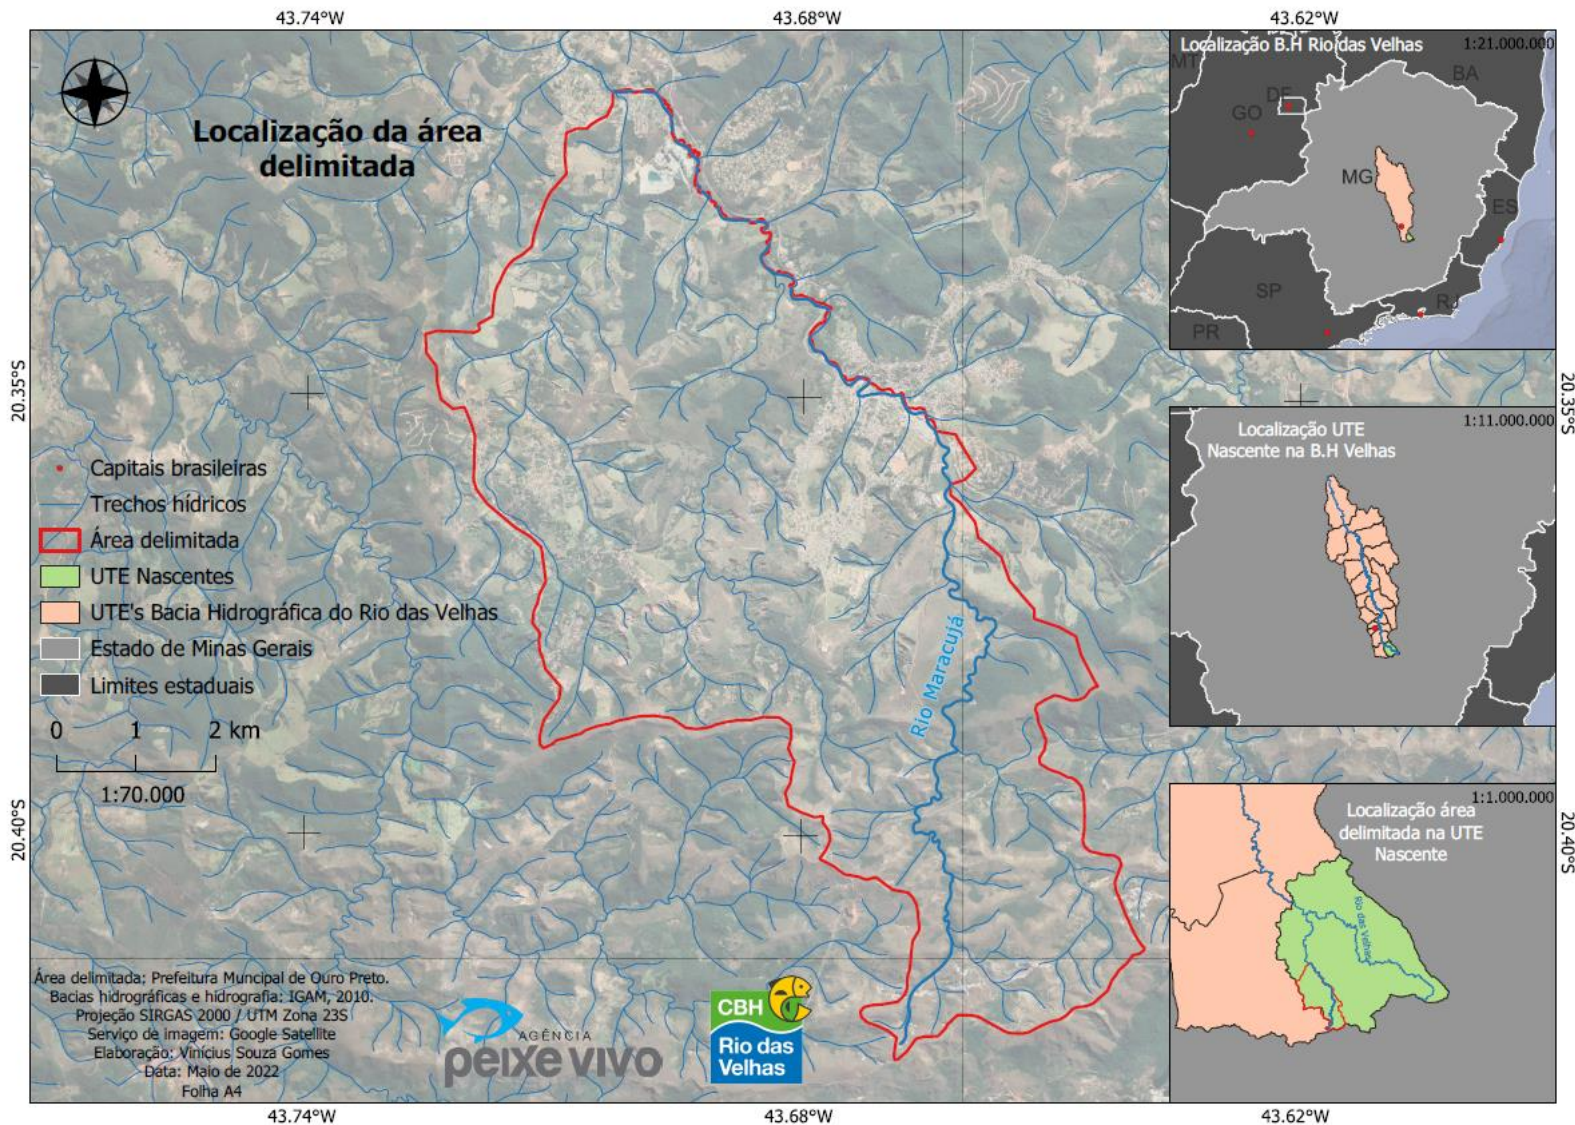 43.74°W
43.68°W
43.62°W
Localização da área
delimitada
Localização B.H Rio das Velhas
1:21.000.000
MT
BA
DF
GO
MG
ES
SP
RJ
PR
20.35°S
20.35°S
Localização UTE
Nascente na B.H Velhas
1:11.000.000
Capitais brasileiras
Trechos hídricos
Área delimitada
UTE Nascentes
UTE's Bacia Hidrográfica do Rio das Velhas
Estado de Minas Gerais
Limites estaduais
0 1 2 km
1:70.000
Rio Maracujá
20.40°S
20.40°S
1:1.000.000
Localização área
delimitada na UTE
Nascente
Rio das Velhas
Área delimitada; Prefeitura Muncipal de Ouro Preto.
Bacias hidrográficas e hidrografia: IGAM, 2010.
Projeção SIRGAS 2000 / UTM Zona 23S
Serviço de imagem: Google Satellite
Elaboração: Vinícius Souza Gomes
Data: Maio de 2022
Folha A4
AGÊNCIA
peixe vivo
CBH
Rio das
Velhas
43.74°W
43.68°W
43.62°W